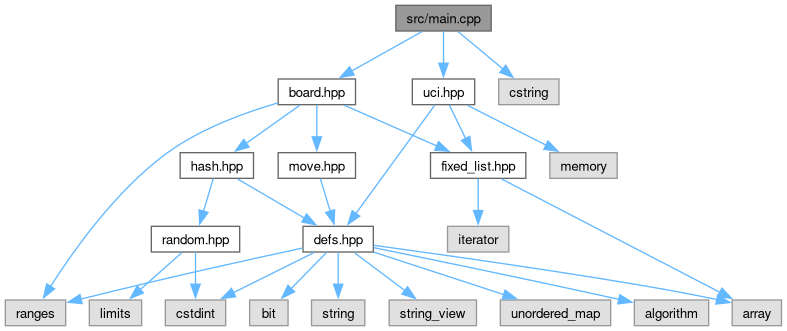 src/main.cpp
board.hpp
uci.hpp
cstring
hash.hpp
move.hpp
fixed_list.hpp
memory
random.hpp
defs.hpp
iterator
ranges
limits
cstdint
bit
string
string_view
unordered_map
algorithm
array